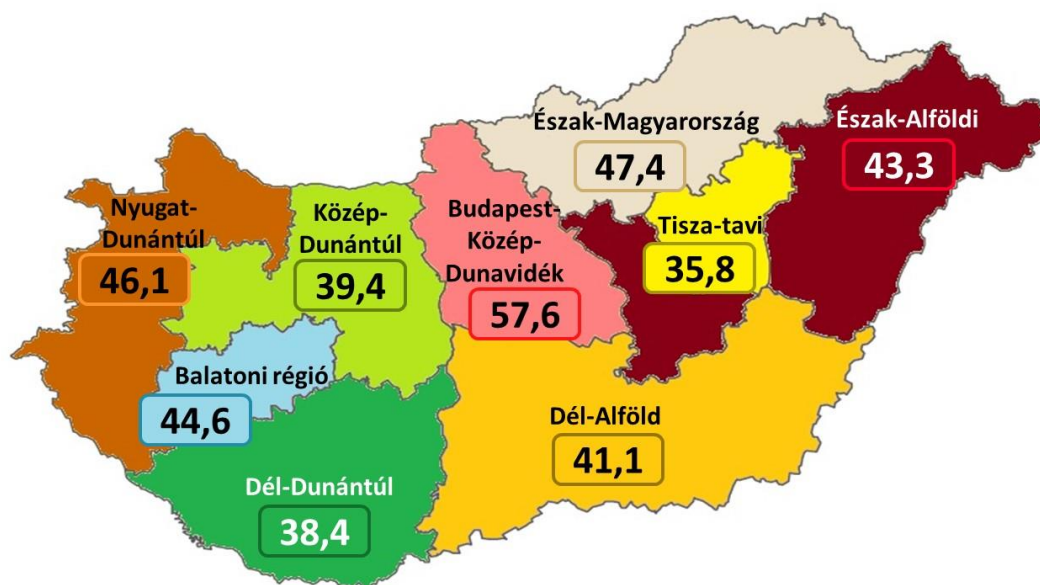 Észak-Magyarország
47,4
Észak-Alföldi
43,3
Nyugat-
Dunántúl
46,1
Közép-
Dunántúl
39,4
Budapest-
Közép-
Dunavidék
57,6
Tisza-tavi
35,8
Balatoni régió
44,6
Dél-Alföld
41,1
Dél-Dunántúl
38,4